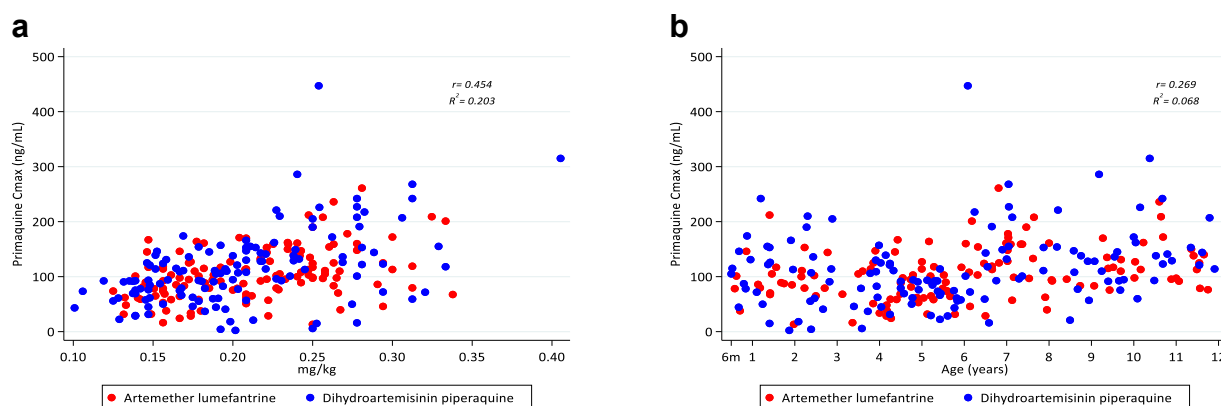 a
500
400
300
200
100
0
Primaquine Cmax (ng/mL)
r= 0.454
R²= 0.203
0.10 0.15 0.20 0.25 0.30 0.35 0.40
mg/kg
Artemether lumefantrine Dihydroartemisinin piperaquine
b
500
400
300
200
100
0
Primaquine Cmax (ng/mL)
r= 0.269
R²= 0.068
6m 1 2 3 4 5 6 7 8 9 10 11 12
Age (years)
Artemether lumefantrine Dihydroartemisinin piperaquine